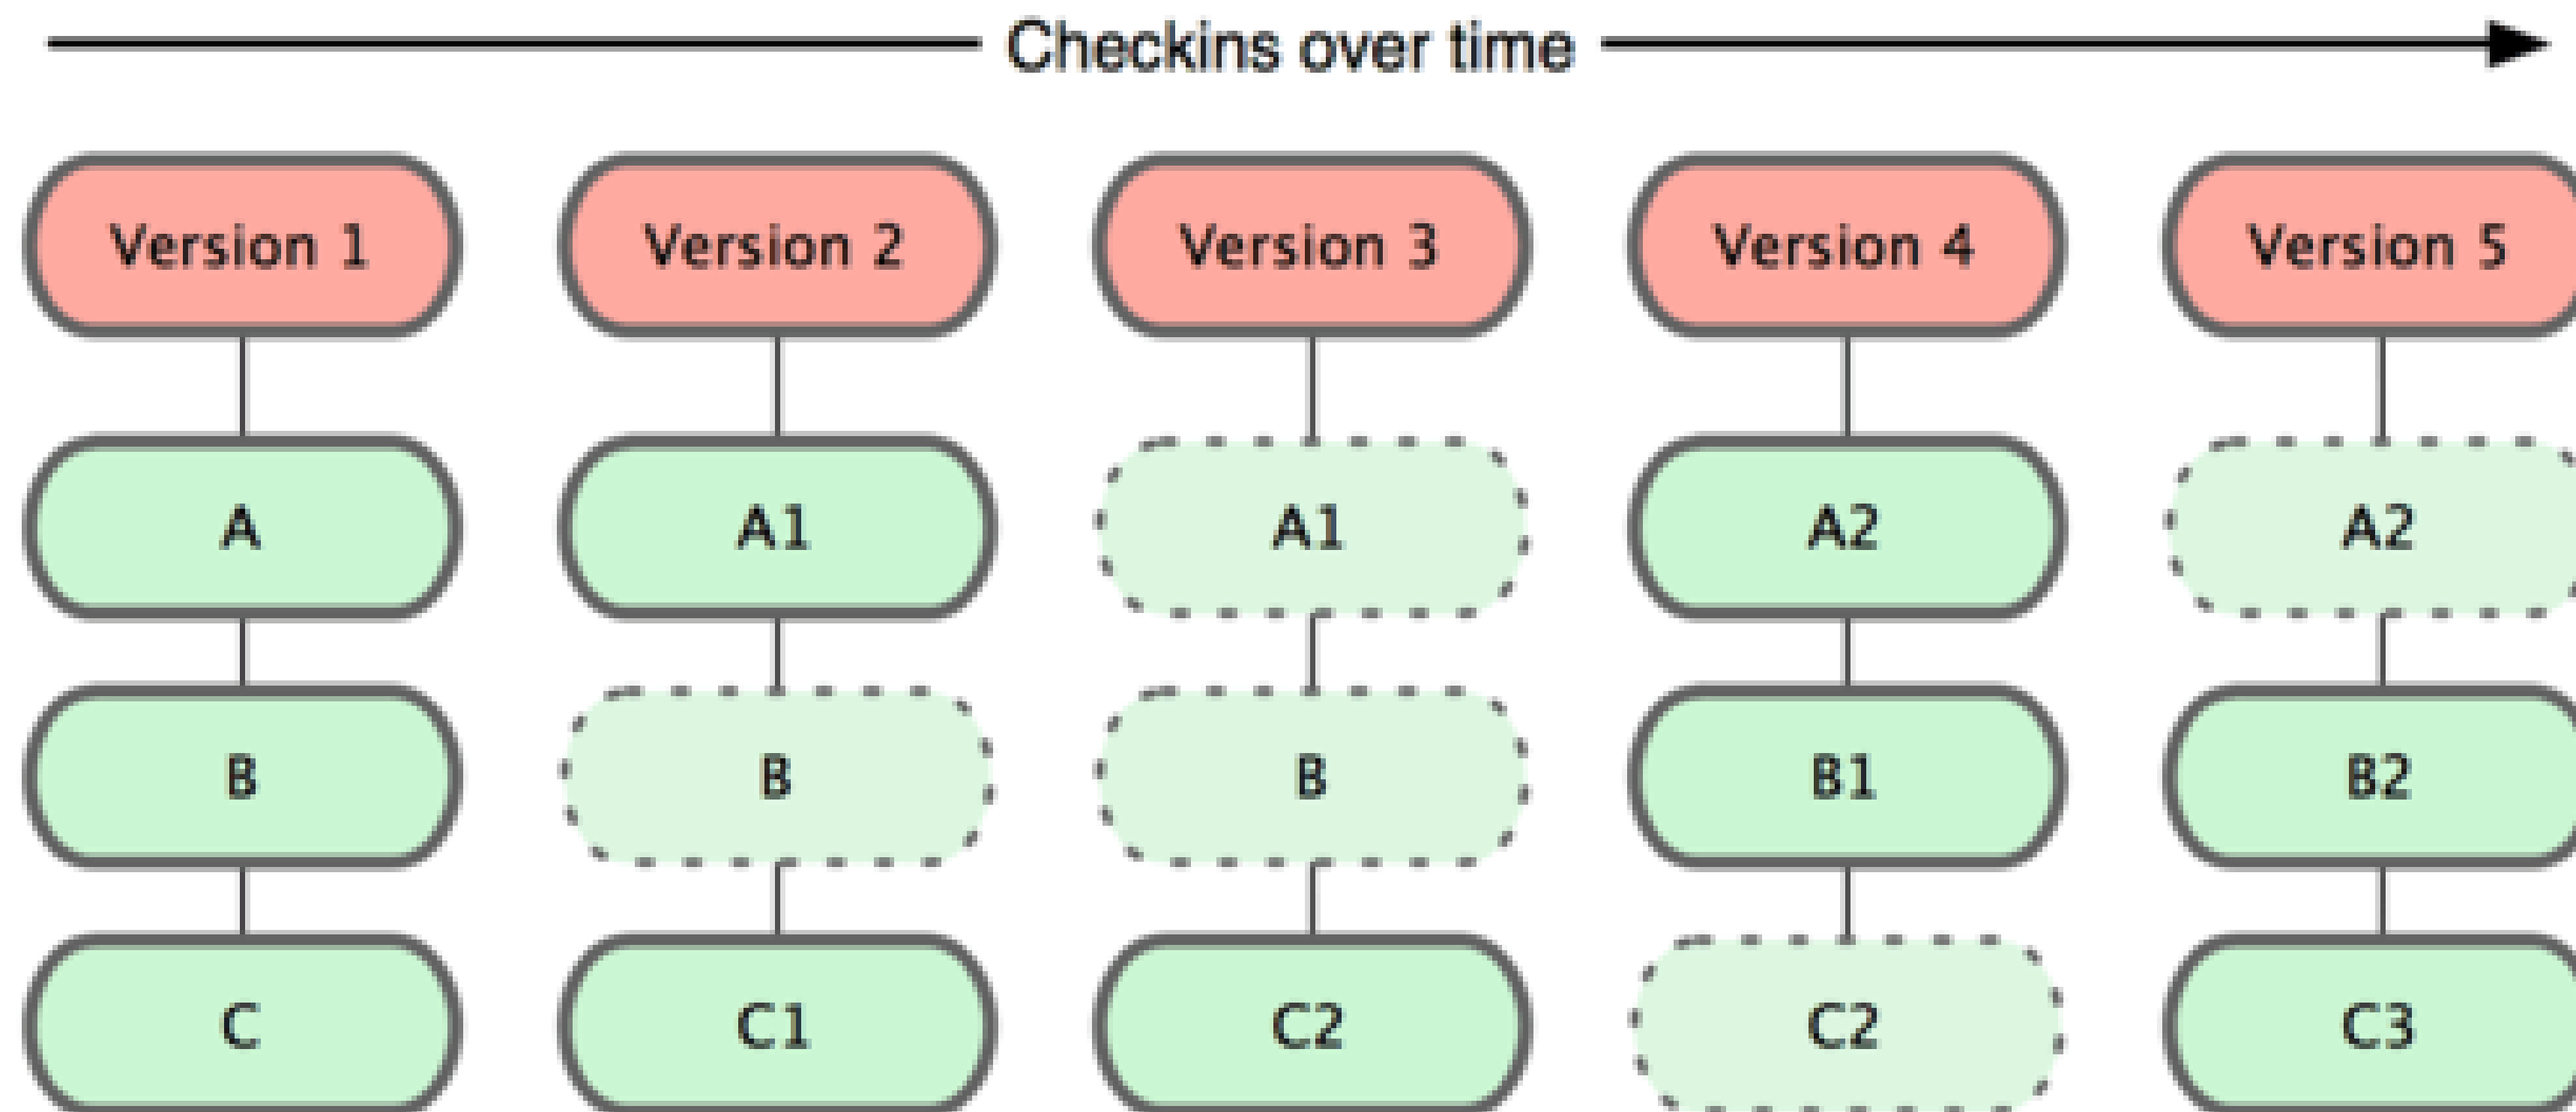 Checkins over time
Version 1 Version 2 Version 3 Version 4 Version 5
A A1 A1 A2 A2
B B B B1 B2
C C1 C2 C2 C3